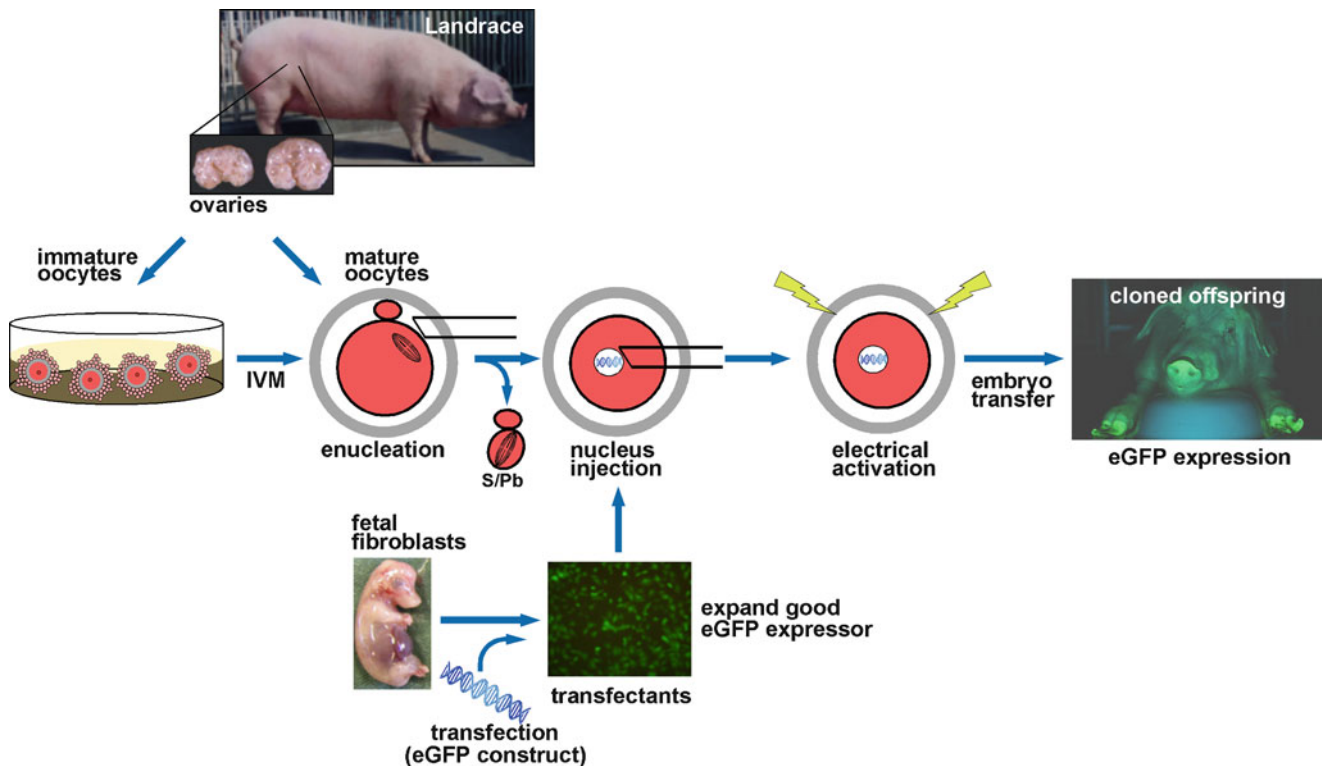 Landrace
ovaries
immature
oocytes
mature
oocytes
IVM
enucleation
S/Pb
nucleus
injection
electrical
activation
embryo
transfer
cloned offspring
eGFP expression
fetal
fibroblasts
transfection
(eGFP construct)
transfectants
expand good
eGFP expressor